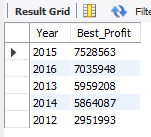 Result Grid Filte
Year Best_Profit
2015 7528563
2016 7035948
2013 5959208
2014 5864087
2012 2951993